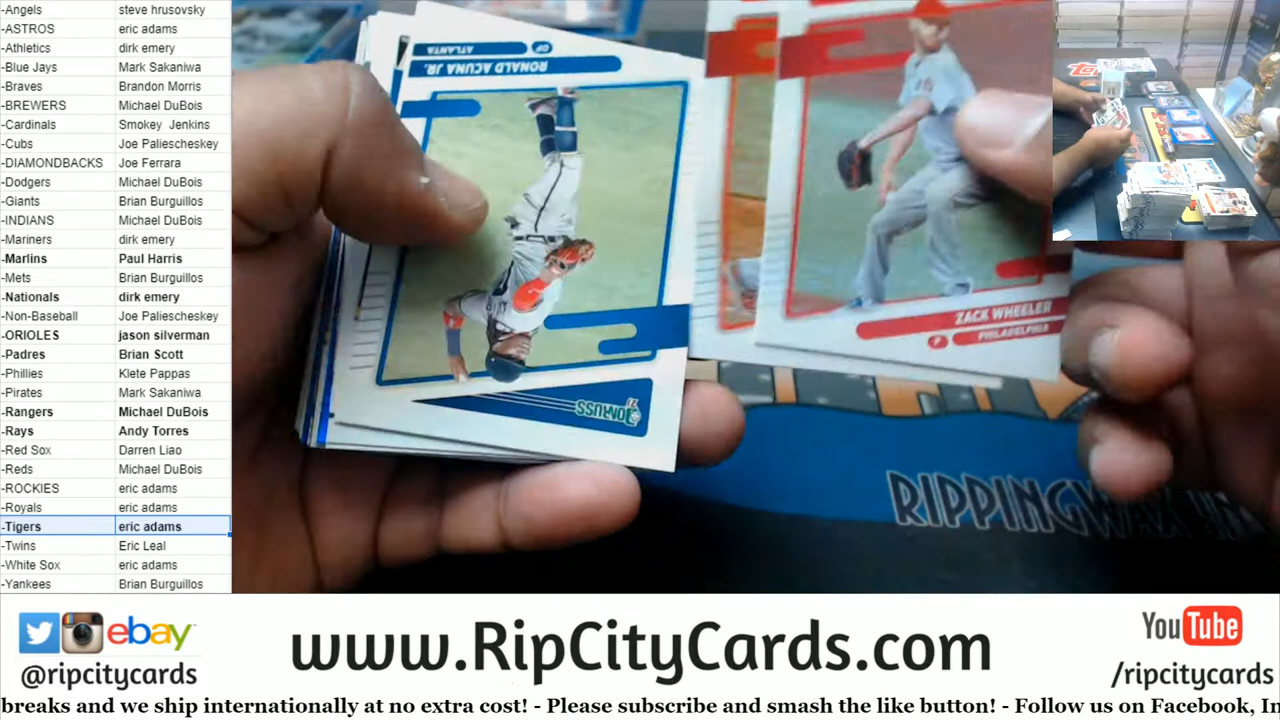 -Angels steve hrusovsky
-ASTROS eric adams
-Athletics dirk emery
-Blue Jays Mark Sakaniwa
-Braves Brandon Morris
-BREWERS Michael DuBois
-Cardinals Smokey Jenkins
-Cubs Joe Paliescheskey
-DIAMONDBACKS Joe Ferrara
-Dodgers Michael DuBois
-Giants Brian Burguillos
-INDIANS Michael DuBois
-Mariners dirk emery
-Marlins Paul Harris
-Mets Brian Burguillos
-Nationals dirk emery
-Non-Baseball Joe Paliescheskey
-ORIOLES jason silverman
-Padres Brian Scott
-Phillies Klete Pappas
-Pirates Mark Sakaniwa
-Rangers Michael DuBois
-Rays Andy Torres
-Red Sox Darren Liao
-Reds Michael DuBois
-ROCKIES eric adams
-Royals eric adams
-Tigers eric adams
-Twins Eric Leal
-White Sox eric adams
-Yankees Brian Burguillos
ATLANTA OF
RONALD ACUNA JR.
DONRUSS
ZACK WHEELER
P PHILADELPHIA
RIPPINGWAX
ebay
@ripcitycards
www.RipCityCards.com
YouTube
/ripcitycards
breaks and we ship internationally at no extra cost! - Please subscribe and smash the like button! - Follow us on Facebook, In